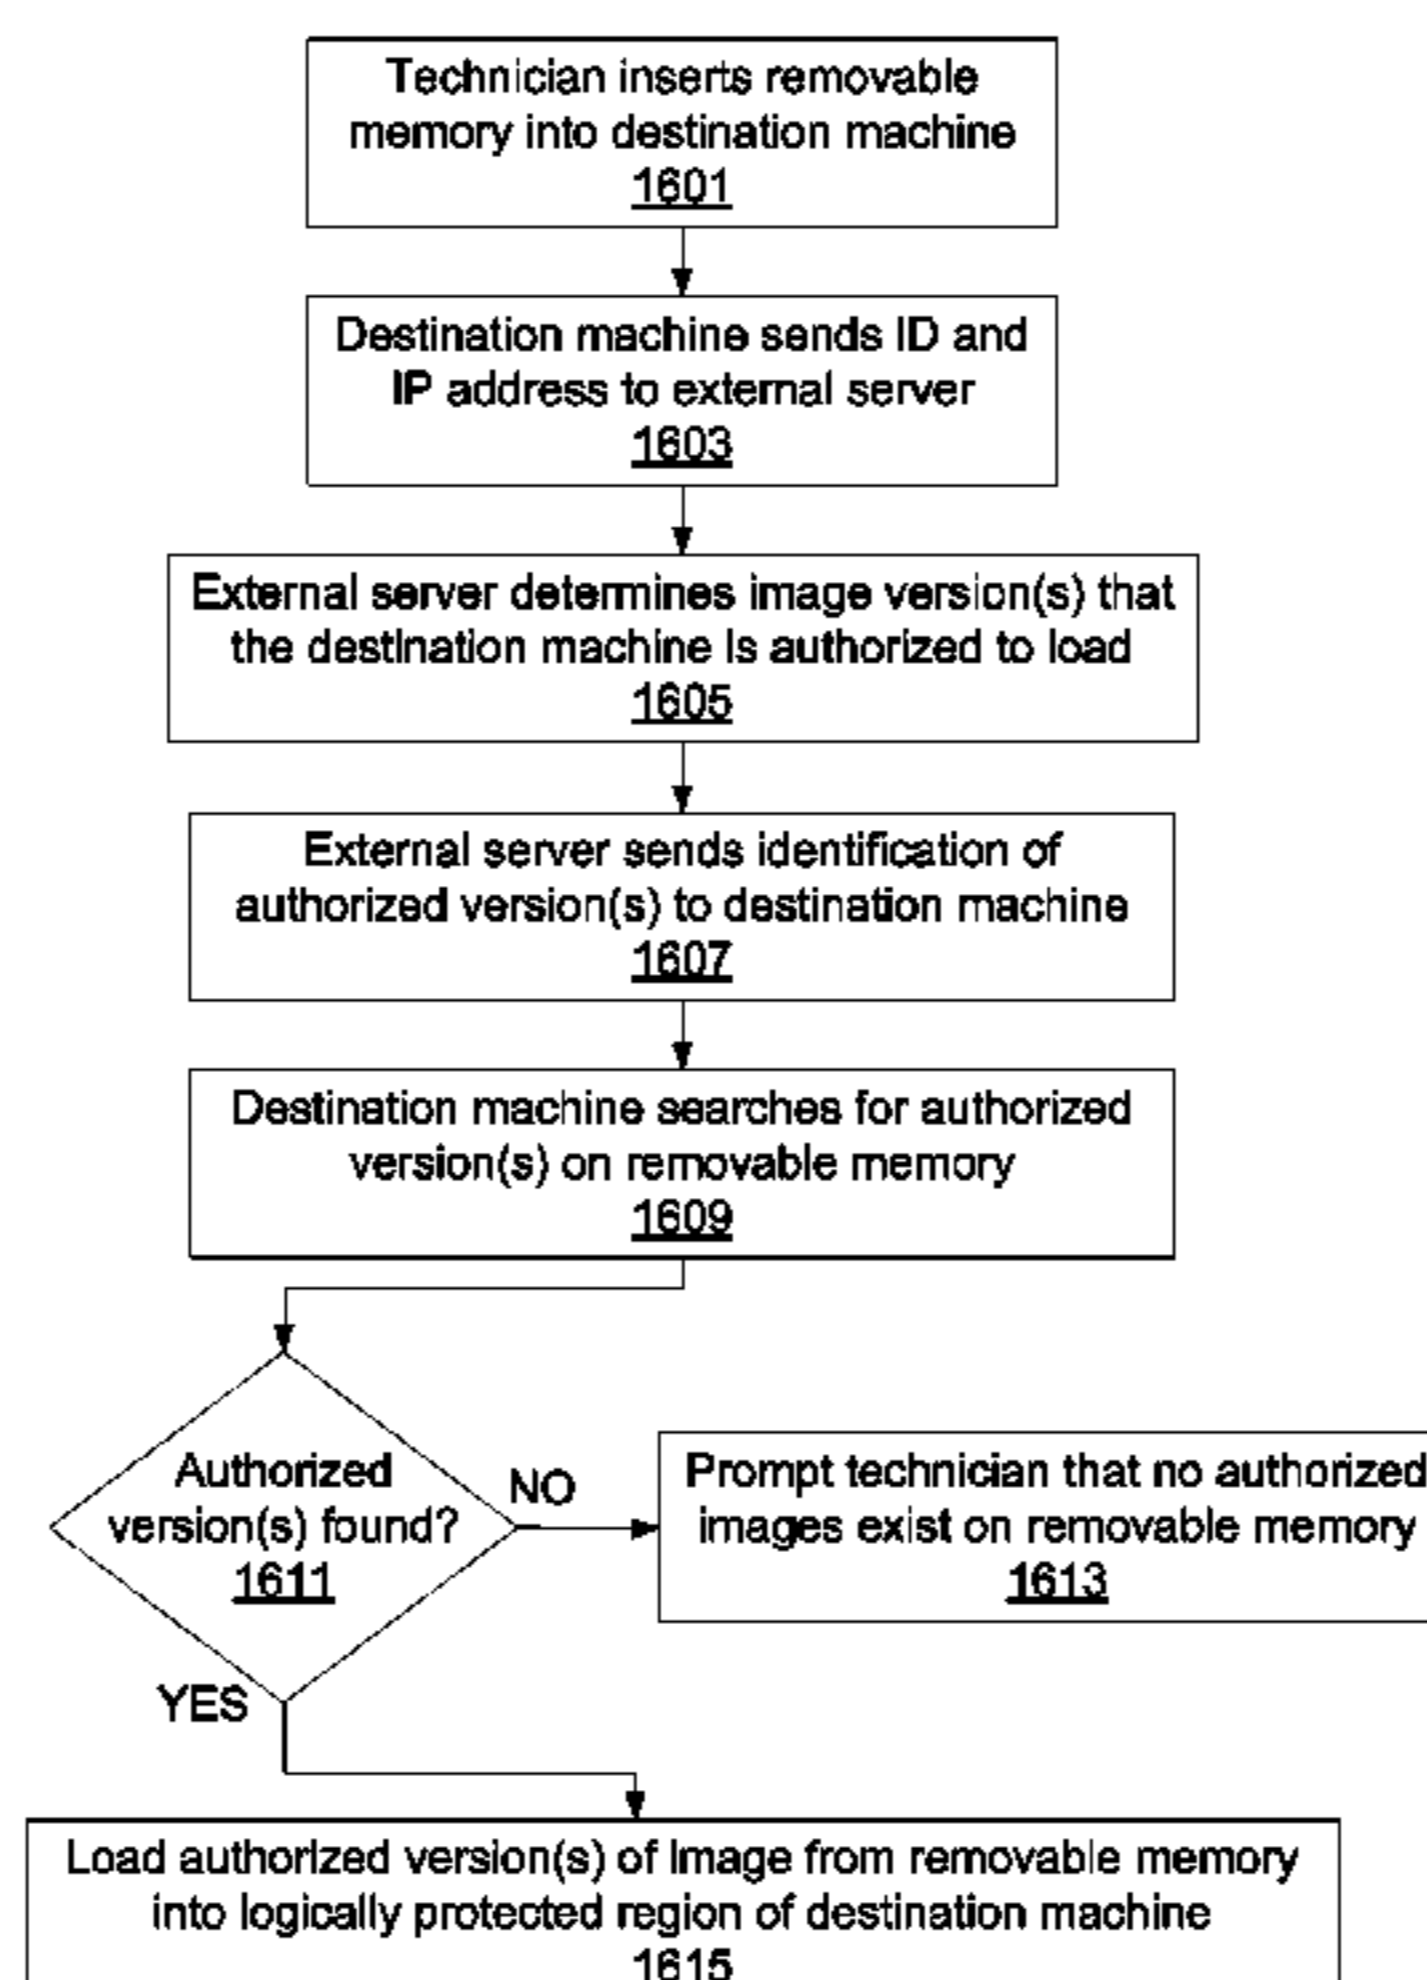 Technician inserts removable
memory into destination machine
1601
Destination machine sends ID and
IP address to external server
1603
External server determines image version(s) that
the destination machine is authorized to load
1605
External server sends identification of
authorized version(s) to destination machine
1607
Destination machine searches for authorized
version(s) on removable memory
1609
Authorized
version(s) found?
1611
NO
Prompt technician that no authorized
images exist on removable memory
1613
YES
Load authorized version(s) of image from removable memory
into logically protected region of destination machine
1615